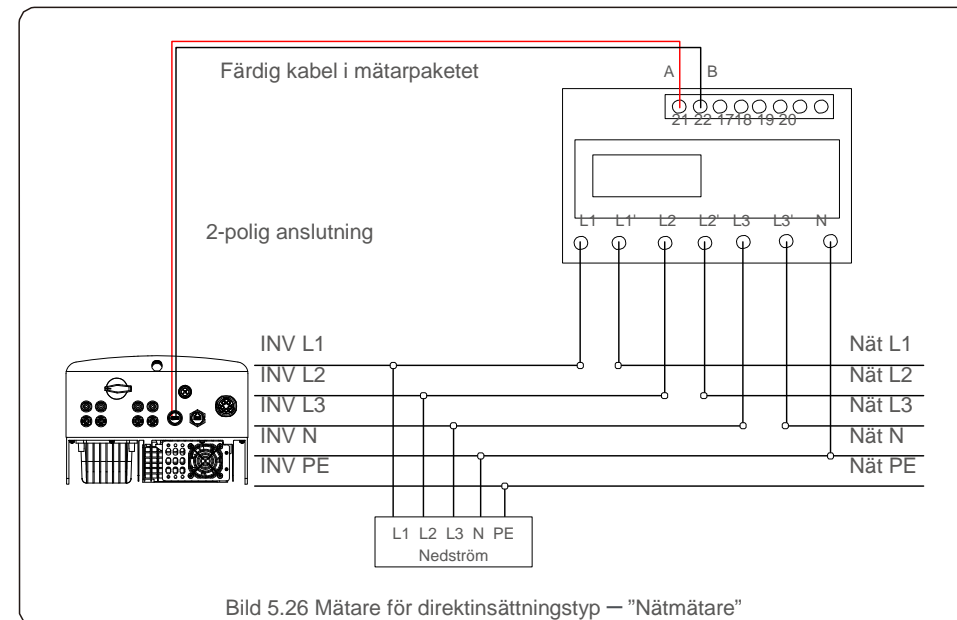 Färdig kabel i mätarpaketet
A B
21 22 1718 19 20
L1 L1' L2 L2' L3 L3' N
2-polig anslutning
INV L1 Nät L1
INV L2 Nät L2
INV L3 Nät L3
INV N Nät N
INV PE Nät PE
L1 L2 L3 N PE
Nedström
Bild 5.26 Mätare för direktinsättningstyp — ”Nätmätare”